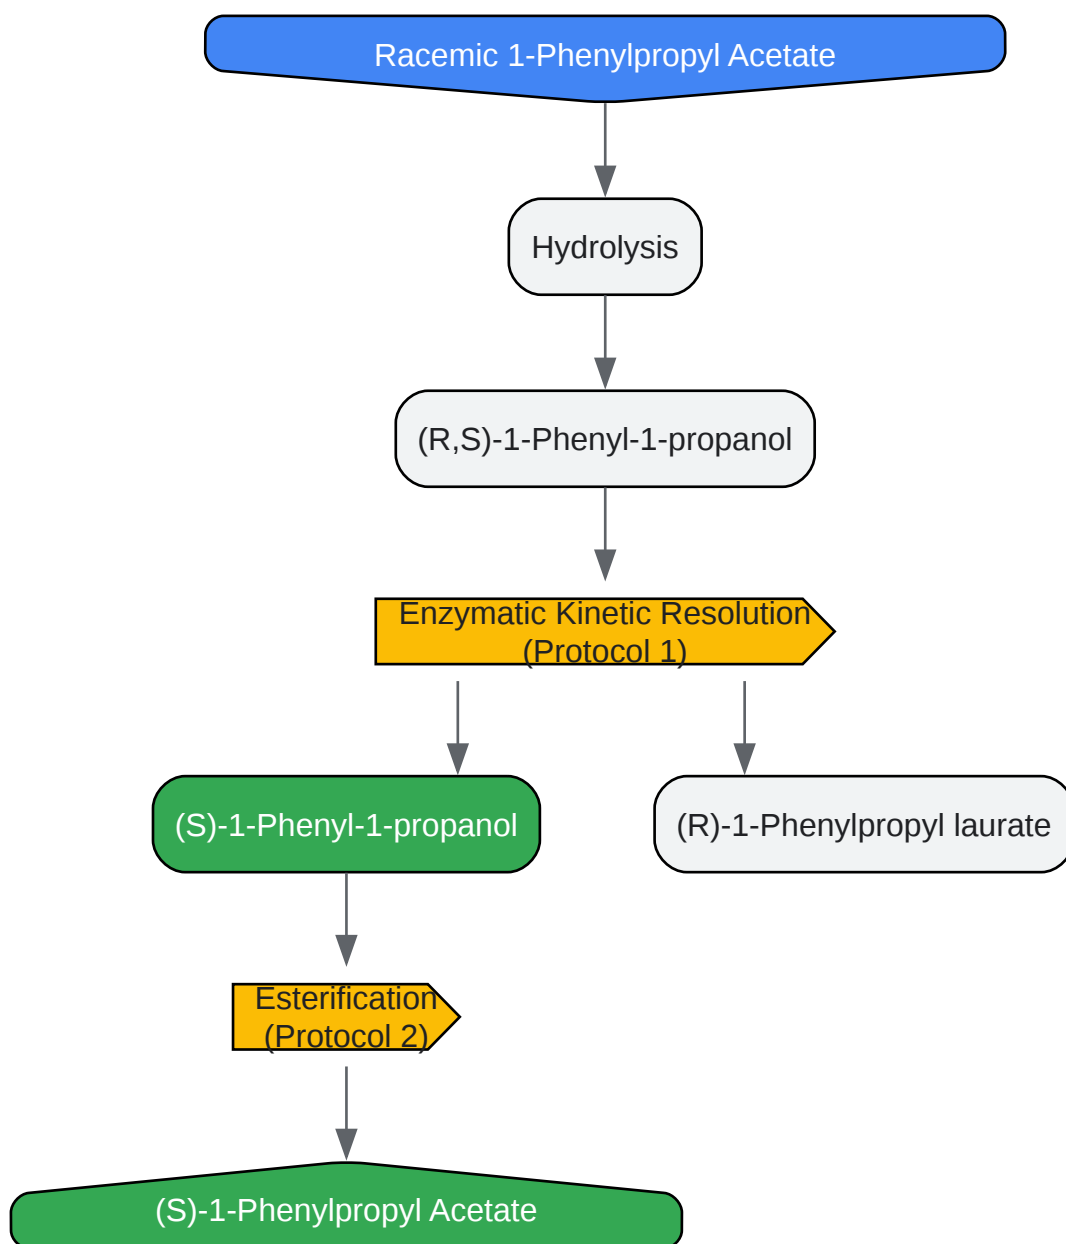 Racemic 1-Phenylpropyl Acetate
Hydrolysis
(R,S)-1-Phenyl-1-propanol
Enzymatic Kinetic Resolution
(Protocol 1)
(S)-1-Phenyl-1-propanol
(R)-1-Phenylpropyl laurate
Esterification
(Protocol 2)
(S)-1-Phenylpropyl Acetate